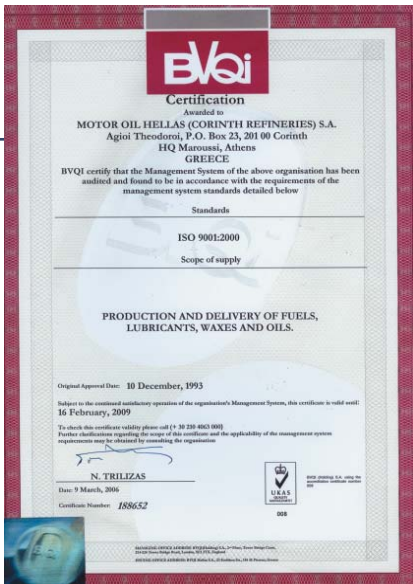 BVQi
Certification
Awarded to
MOTOR OIL HELLAS (CORINTH REFINERIES) S.A.
Agioi Theodoroi, P.O. Box 23, 201 00 Corinth
HQ Maroussi, Athens
GREECE
BVQI certify that the Management System of the above organisation has been
audited and found to be in accordance with the requirements of the
management system standards detailed below
Standards
ISO 9001:2000
Scope of supply
PRODUCTION AND DELIVERY OF FUELS,
LUBRICANTS, WAXES AND OILS.
Original Approval Date: 10 December, 1993
Subject to the continued satisfactory operation of the organisation's Management System, this certificate is valid until:
16 February, 2009
To check this certificate validity please call (+ 30 210 4063 000)
Further clarifications regarding the scope of this certificate and the applicability of the management system
requirements may be obtained by consulting the organisation
N. TRILIZAS
Date: 9 March, 2006
Certificate Number: 188652
UKAS
QUALITY
MANAGEMENT
008